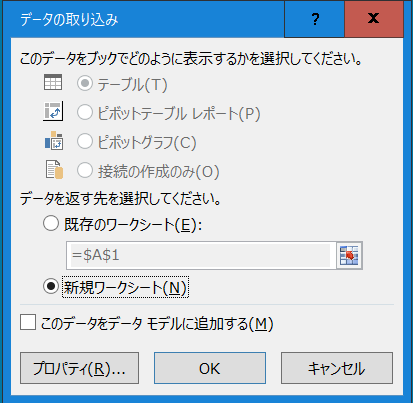 データの取り込み
? x
このデータをブックでどのように表示するかを選択してください。
テーブル(T)
ピボットテーブル レポート(P)
ピボットグラフ(C)
接続の作成のみ(O)
データを返す先を選択してください。
既存のワークシート(E):
=$A$1
新規ワークシート(N)
このデータをデータ モデルに追加する(M)
プロパティ(R)... OK キャンセル